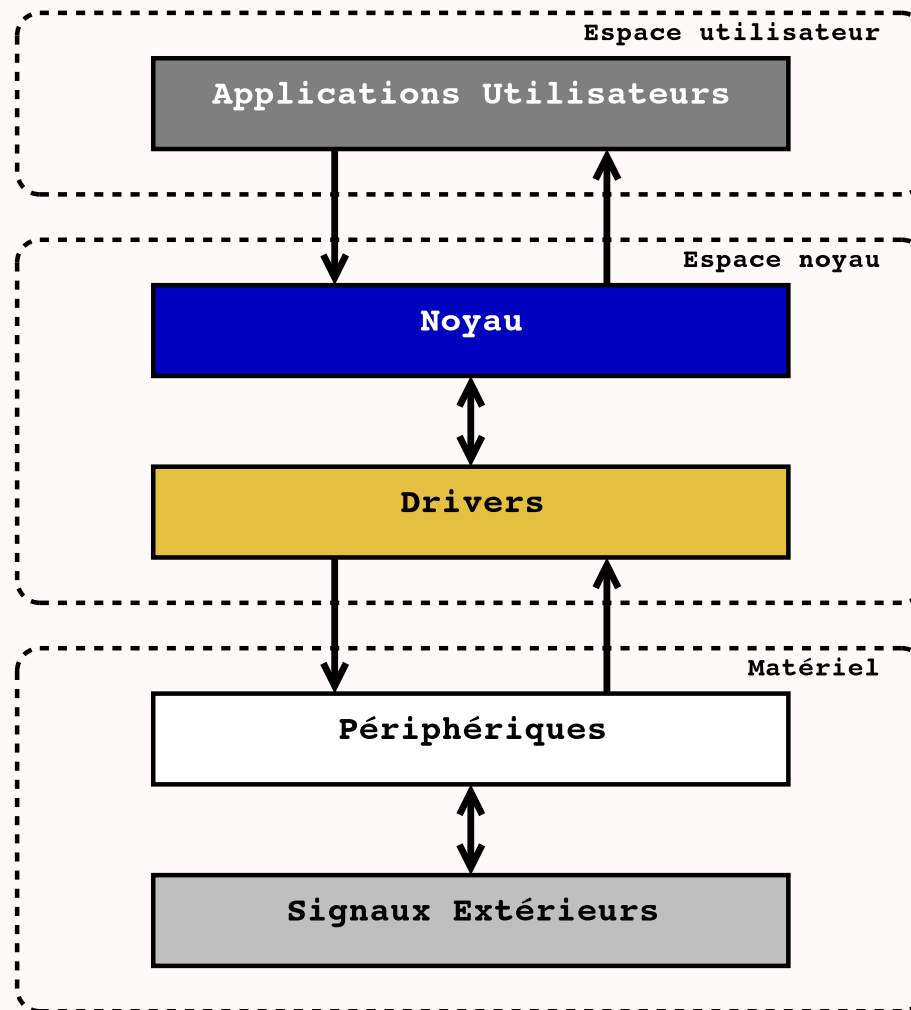 Espace utilisateur
Applications Utilisateurs
Espace noyau
Noyau
Drivers
Matériel
Périphériques
Signaux Extérieurs